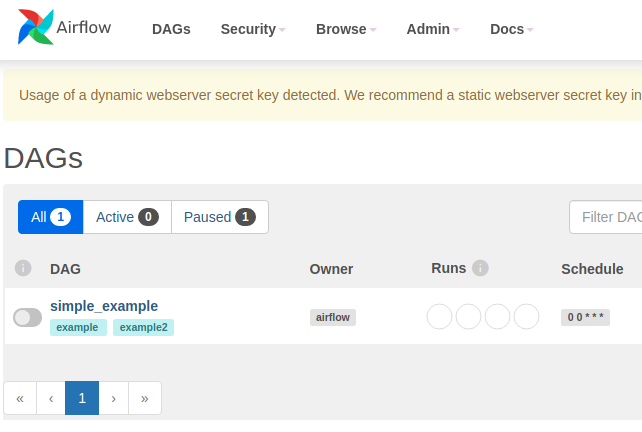 Airflow DAGs Security Browse Admin Docs
Usage of a dynamic webserver secret key detected. We recommend a static webserver secret key in
DAGs
All 1 Active 0 Paused 1 Filter DAG
DAG Owner Runs Schedule
simple_example
example example2 airflow 0 0 * * *
« ‹ 1 › »